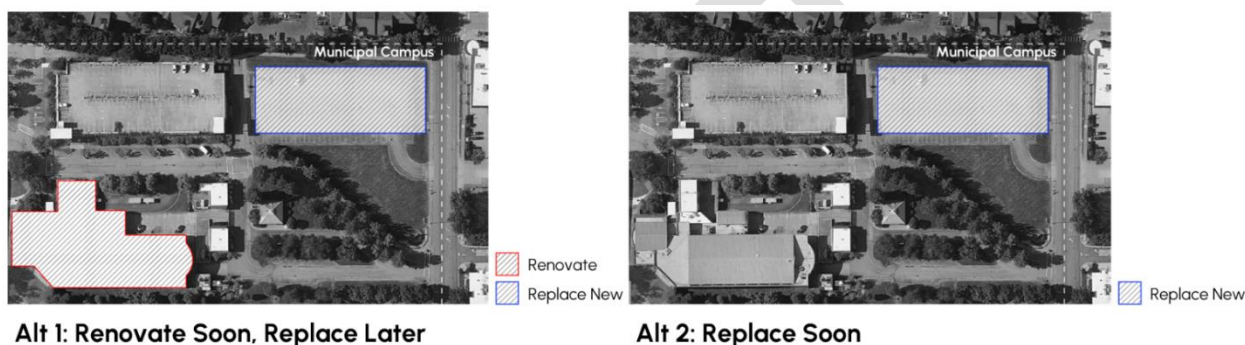 Municipal Campus
Renovate
Replace New
Alt 1: Renovate Soon, Replace Later
Municipal Campus
Replace New
Alt 2: Replace Soon